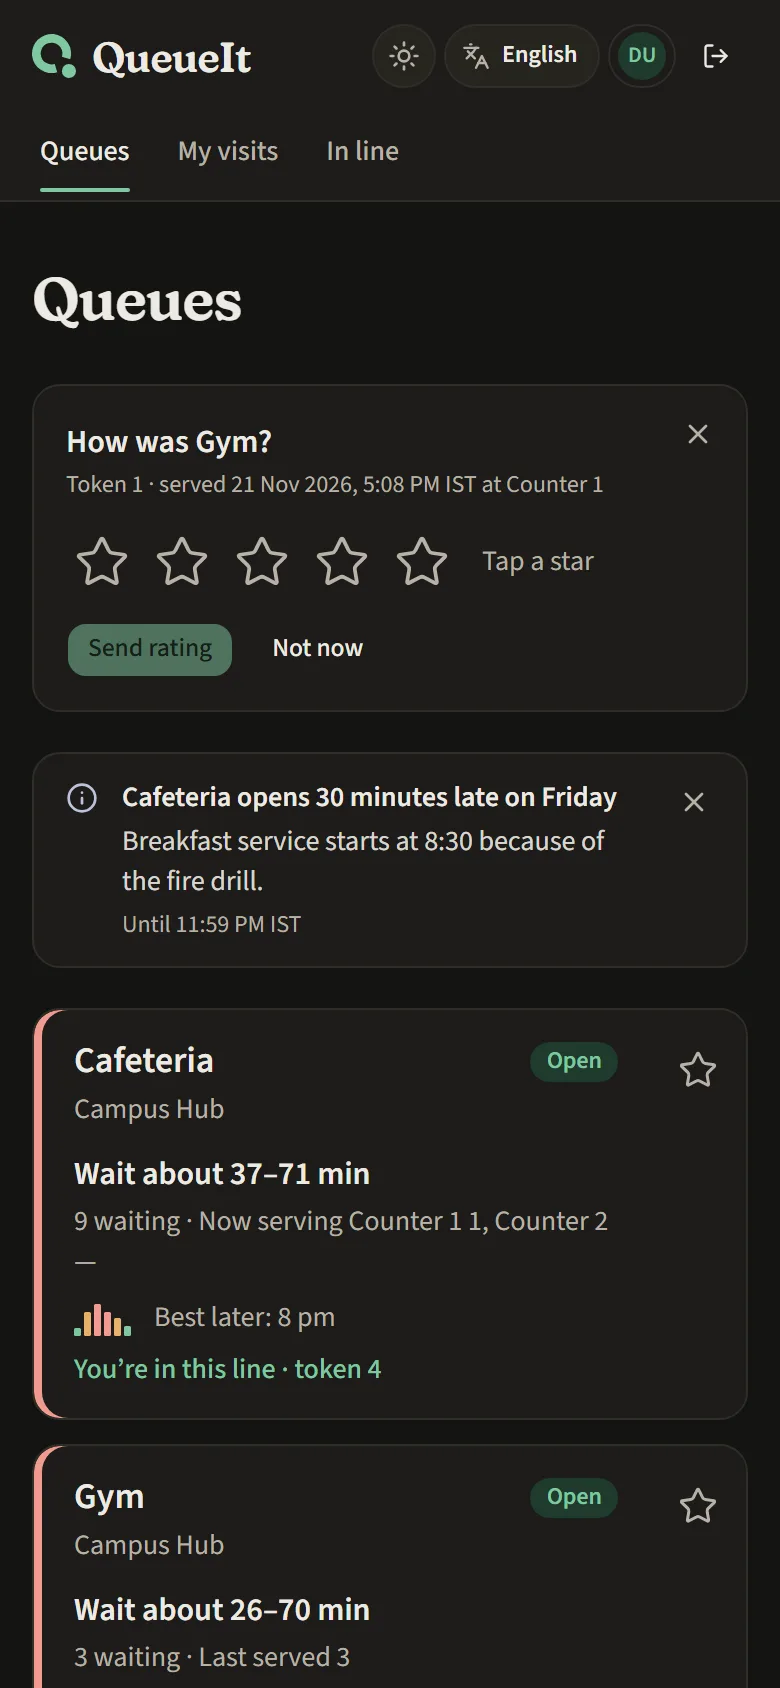 QueueIt
English
DU
Queues
My visits
In line
Queues
How was Gym?
Token 1 · served 21 Nov 2026, 5:08 PM IST at Counter 1
Tap a star
Send rating
Not now
Cafeteria opens 30 minutes late on Friday
Breakfast service starts at 8:30 because of
the fire drill.
Until 11:59 PM IST
Cafeteria
Open
Campus Hub
Wait about 37–71 min
9 waiting · Now serving Counter 1 1, Counter 2
—
Best later: 8 pm
You’re in this line · token 4
Gym
Open
Campus Hub
Wait about 26–70 min
3 waiting · Last served 3